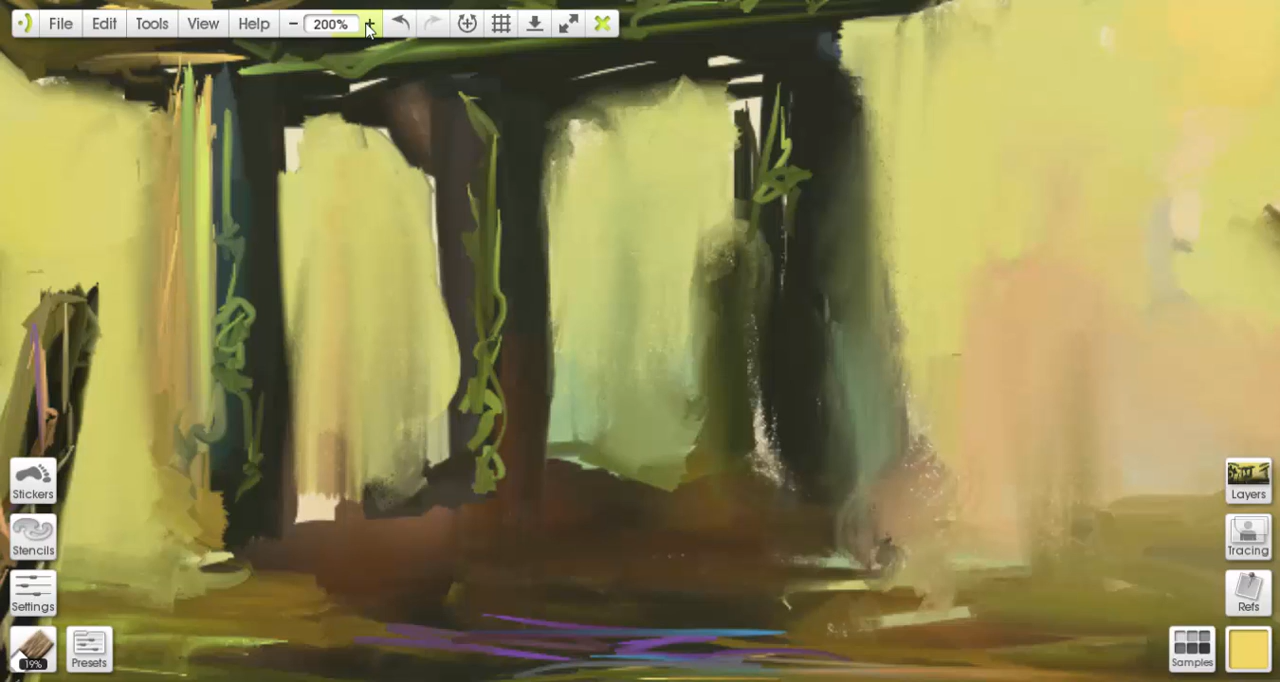 File Edit Tools View Help − 200% +
Stickers
Layers
Stencils
Tracing
Settings
Refs
19%
Presets
Samples